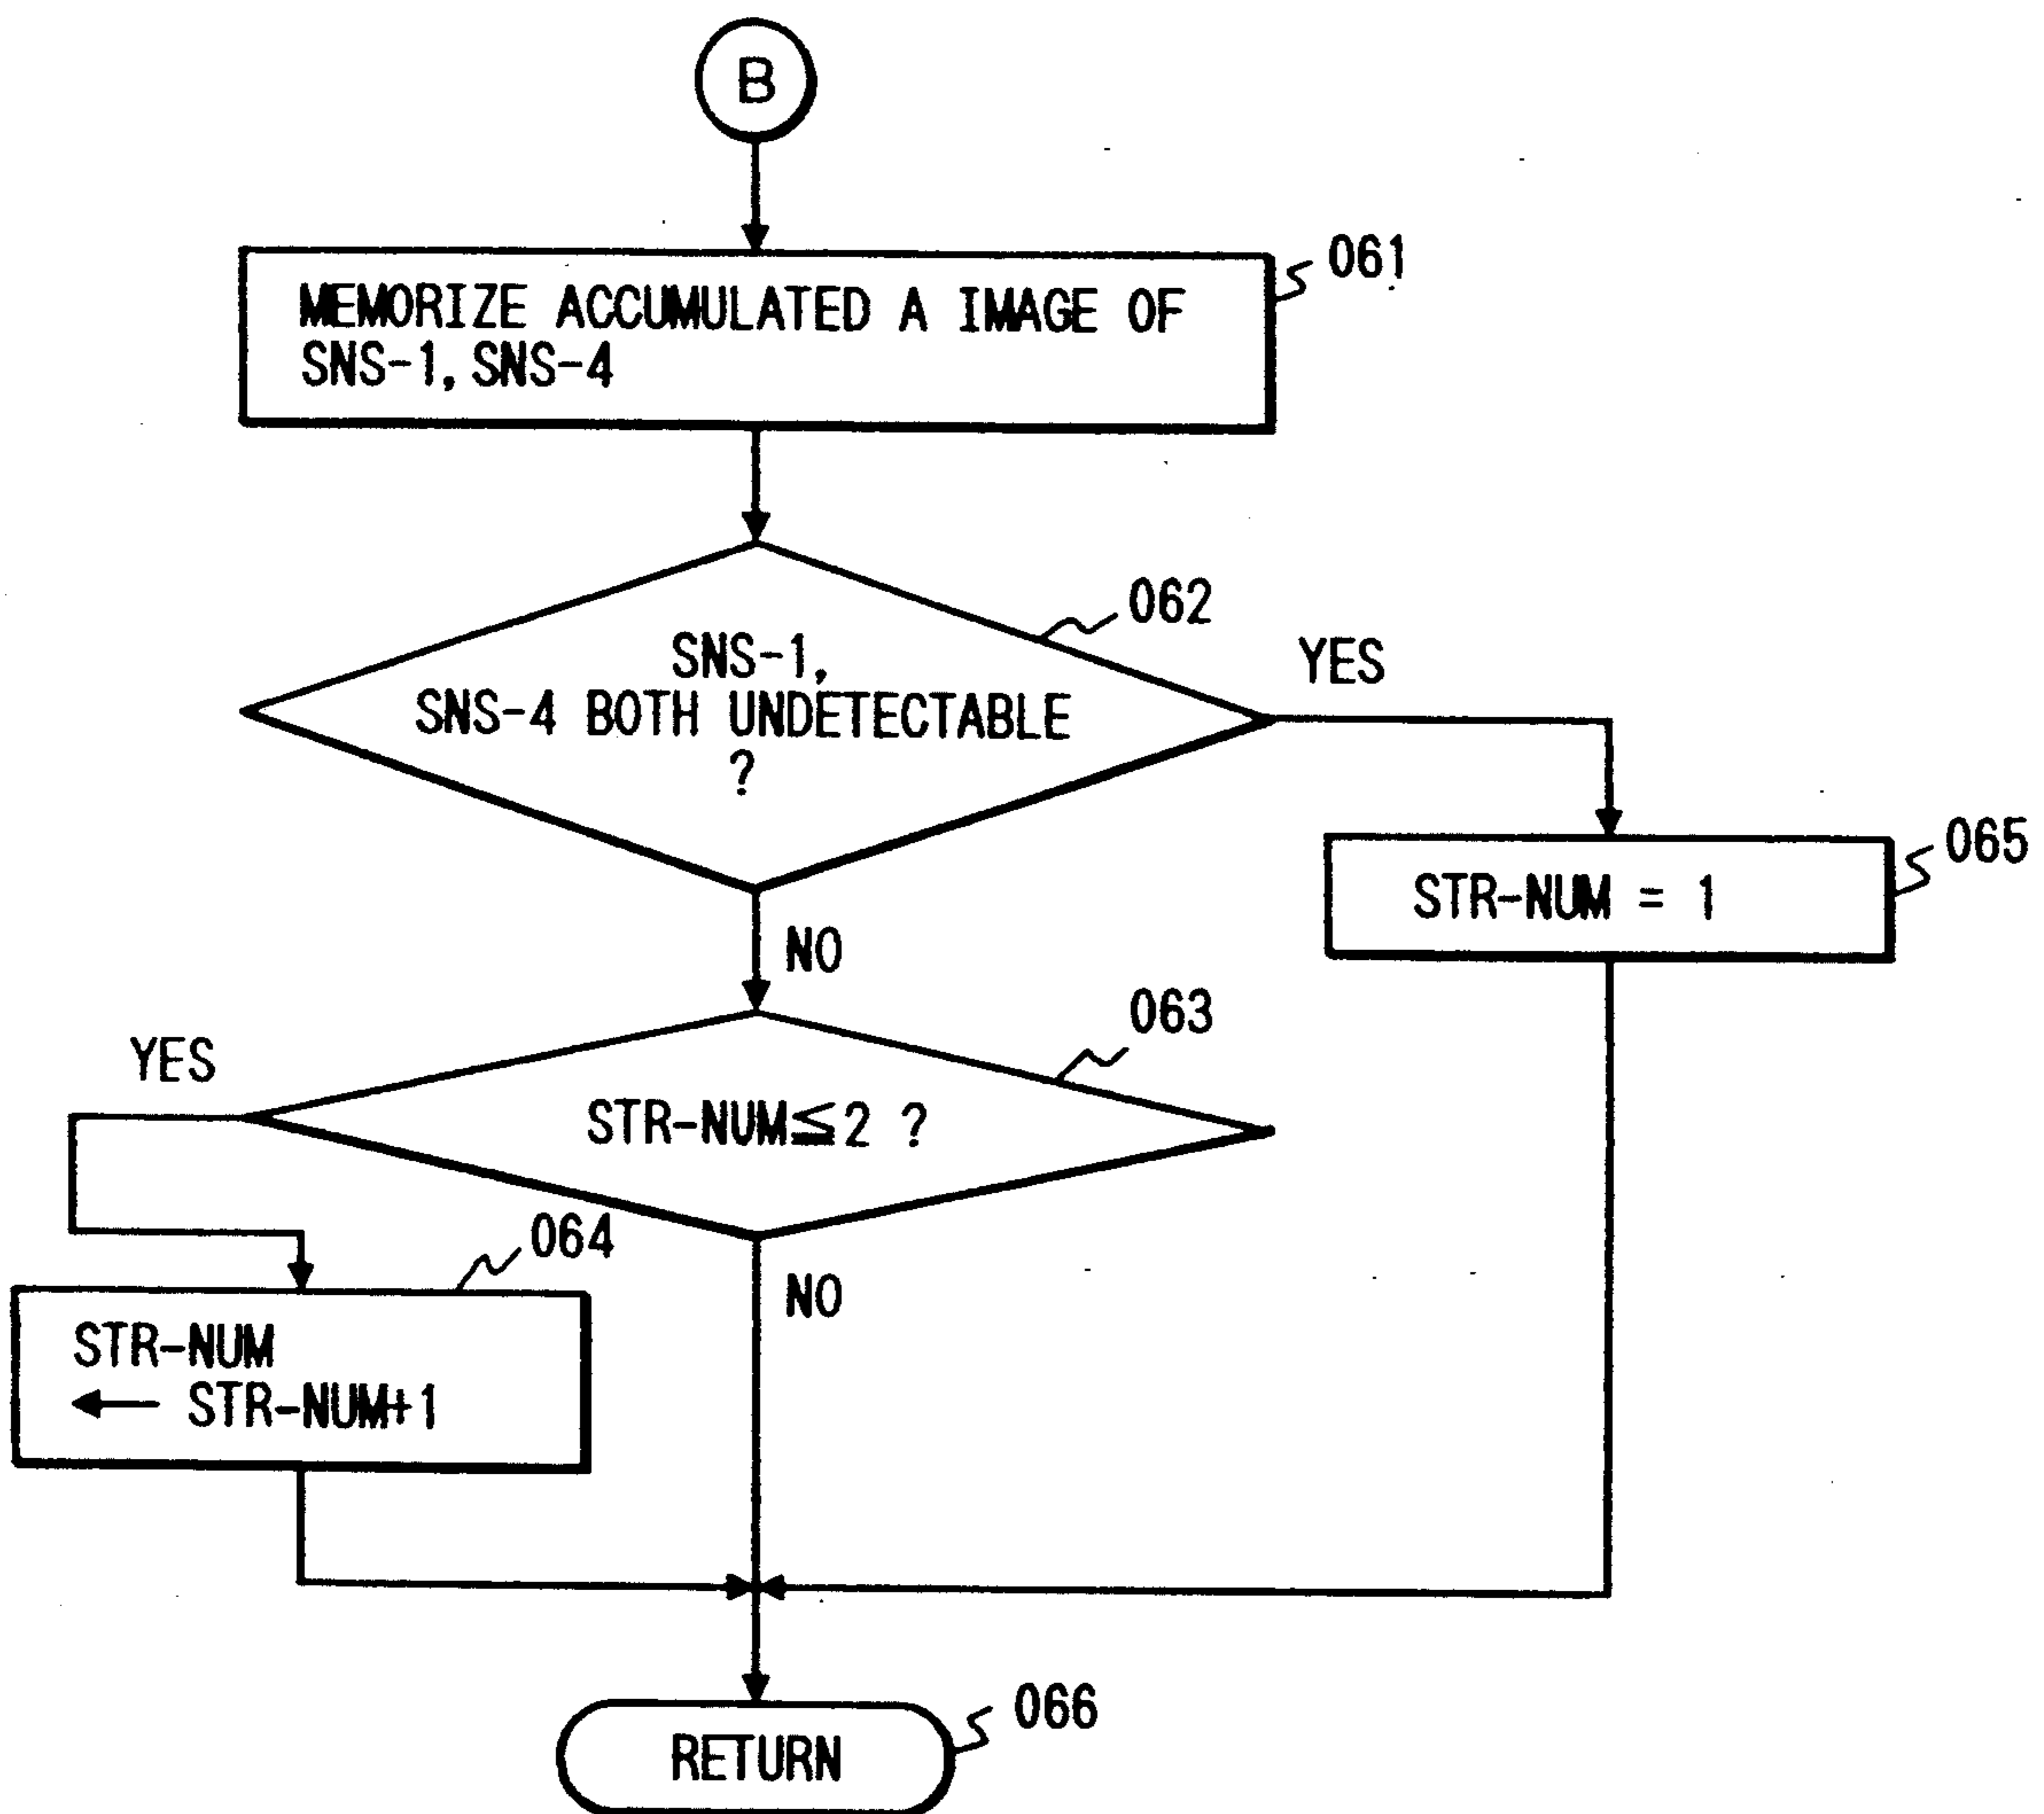 B
061
MEMORIZE ACCUMULATED A IMAGE OF
SNS-1, SNS-4
062
SNS-1,
SNS-4 BOTH UNDETECTABLE
?
YES
065
STR-NUM = 1
NO
063
YES
STR-NUM≦2 ?
064
NO
STR-NUM
← STR-NUM+1
066
RETURN